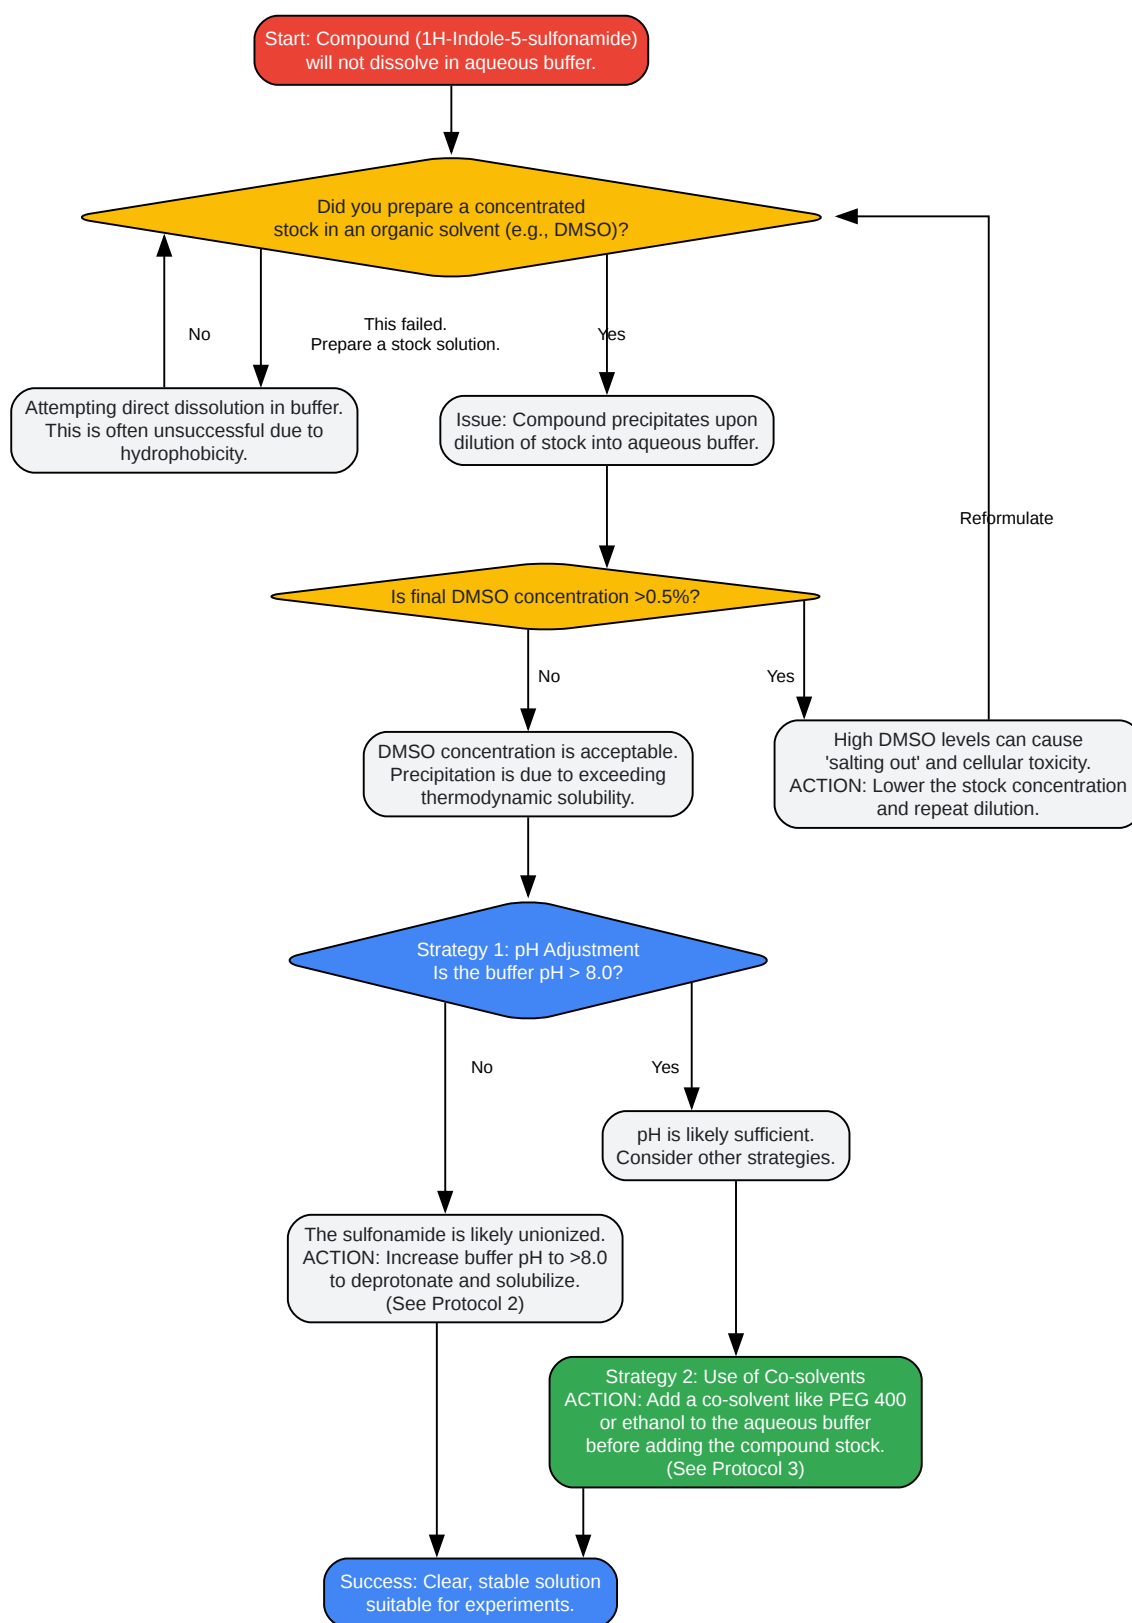 Start: Compound (1H-Indole-5-sulfonamide)
will not dissolve in aqueous buffer.
Did you prepare a concentrated
stock in an organic solvent (e.g., DMSO)?
No
This failed.
Prepare a stock solution.
Yes
Attempting direct dissolution in buffer.
This is often unsuccessful due to
hydrophobicity.
Issue: Compound precipitates upon
dilution of stock into aqueous buffer.
Reformulate
Is final DMSO concentration >0.5%?
No
Yes
DMSO concentration is acceptable.
Precipitation is due to exceeding
thermodynamic solubility.
High DMSO levels can cause
'salting out' and cellular toxicity.
ACTION: Lower the stock concentration
and repeat dilution.
Strategy 1: pH Adjustment
Is the buffer pH > 8.0?
No
Yes
pH is likely sufficient.
Consider other strategies.
The sulfonamide is likely unionized.
ACTION: Increase buffer pH to >8.0
to deprotonate and solubilize.
(See Protocol 2)
Strategy 2: Use of Co-solvents
ACTION: Add a co-solvent like PEG 400
or ethanol to the aqueous buffer
before adding the compound stock.
(See Protocol 3)
Success: Clear, stable solution
suitable for experiments.